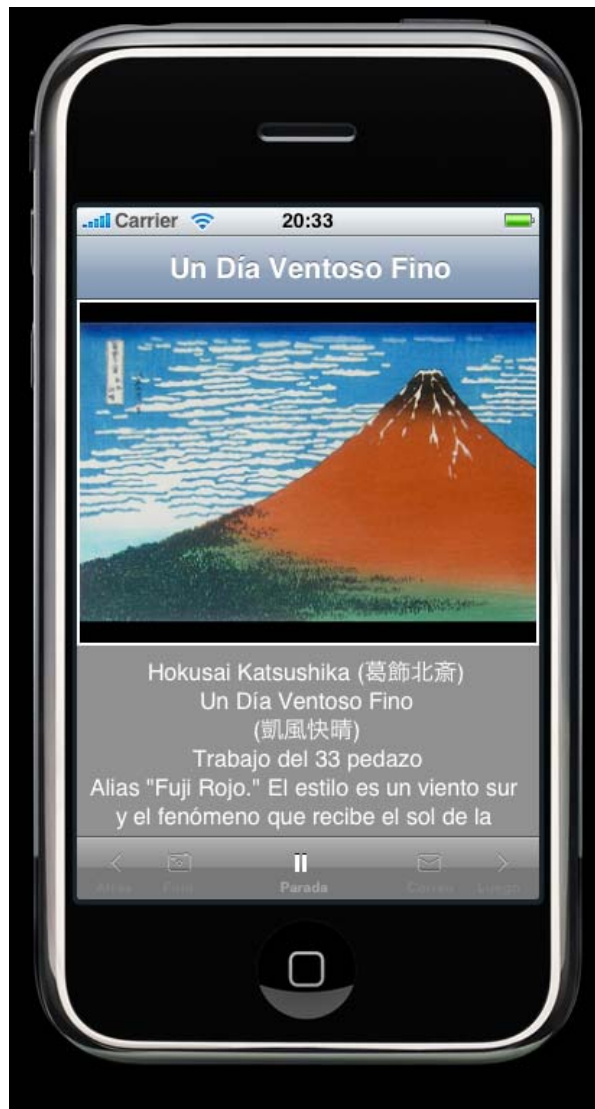 Carrier 20:33
Un Día Ventoso Fino
Hokusai Katsushika (葛飾北斎)
Un Día Ventoso Fino
(凱風快晴)
Trabajo del 33 pedazo
Alias "Fuji Rojo." El estilo es un viento sur
y el fenómeno que recibe el sol de la
Atrás Foto Parada Correo Luego